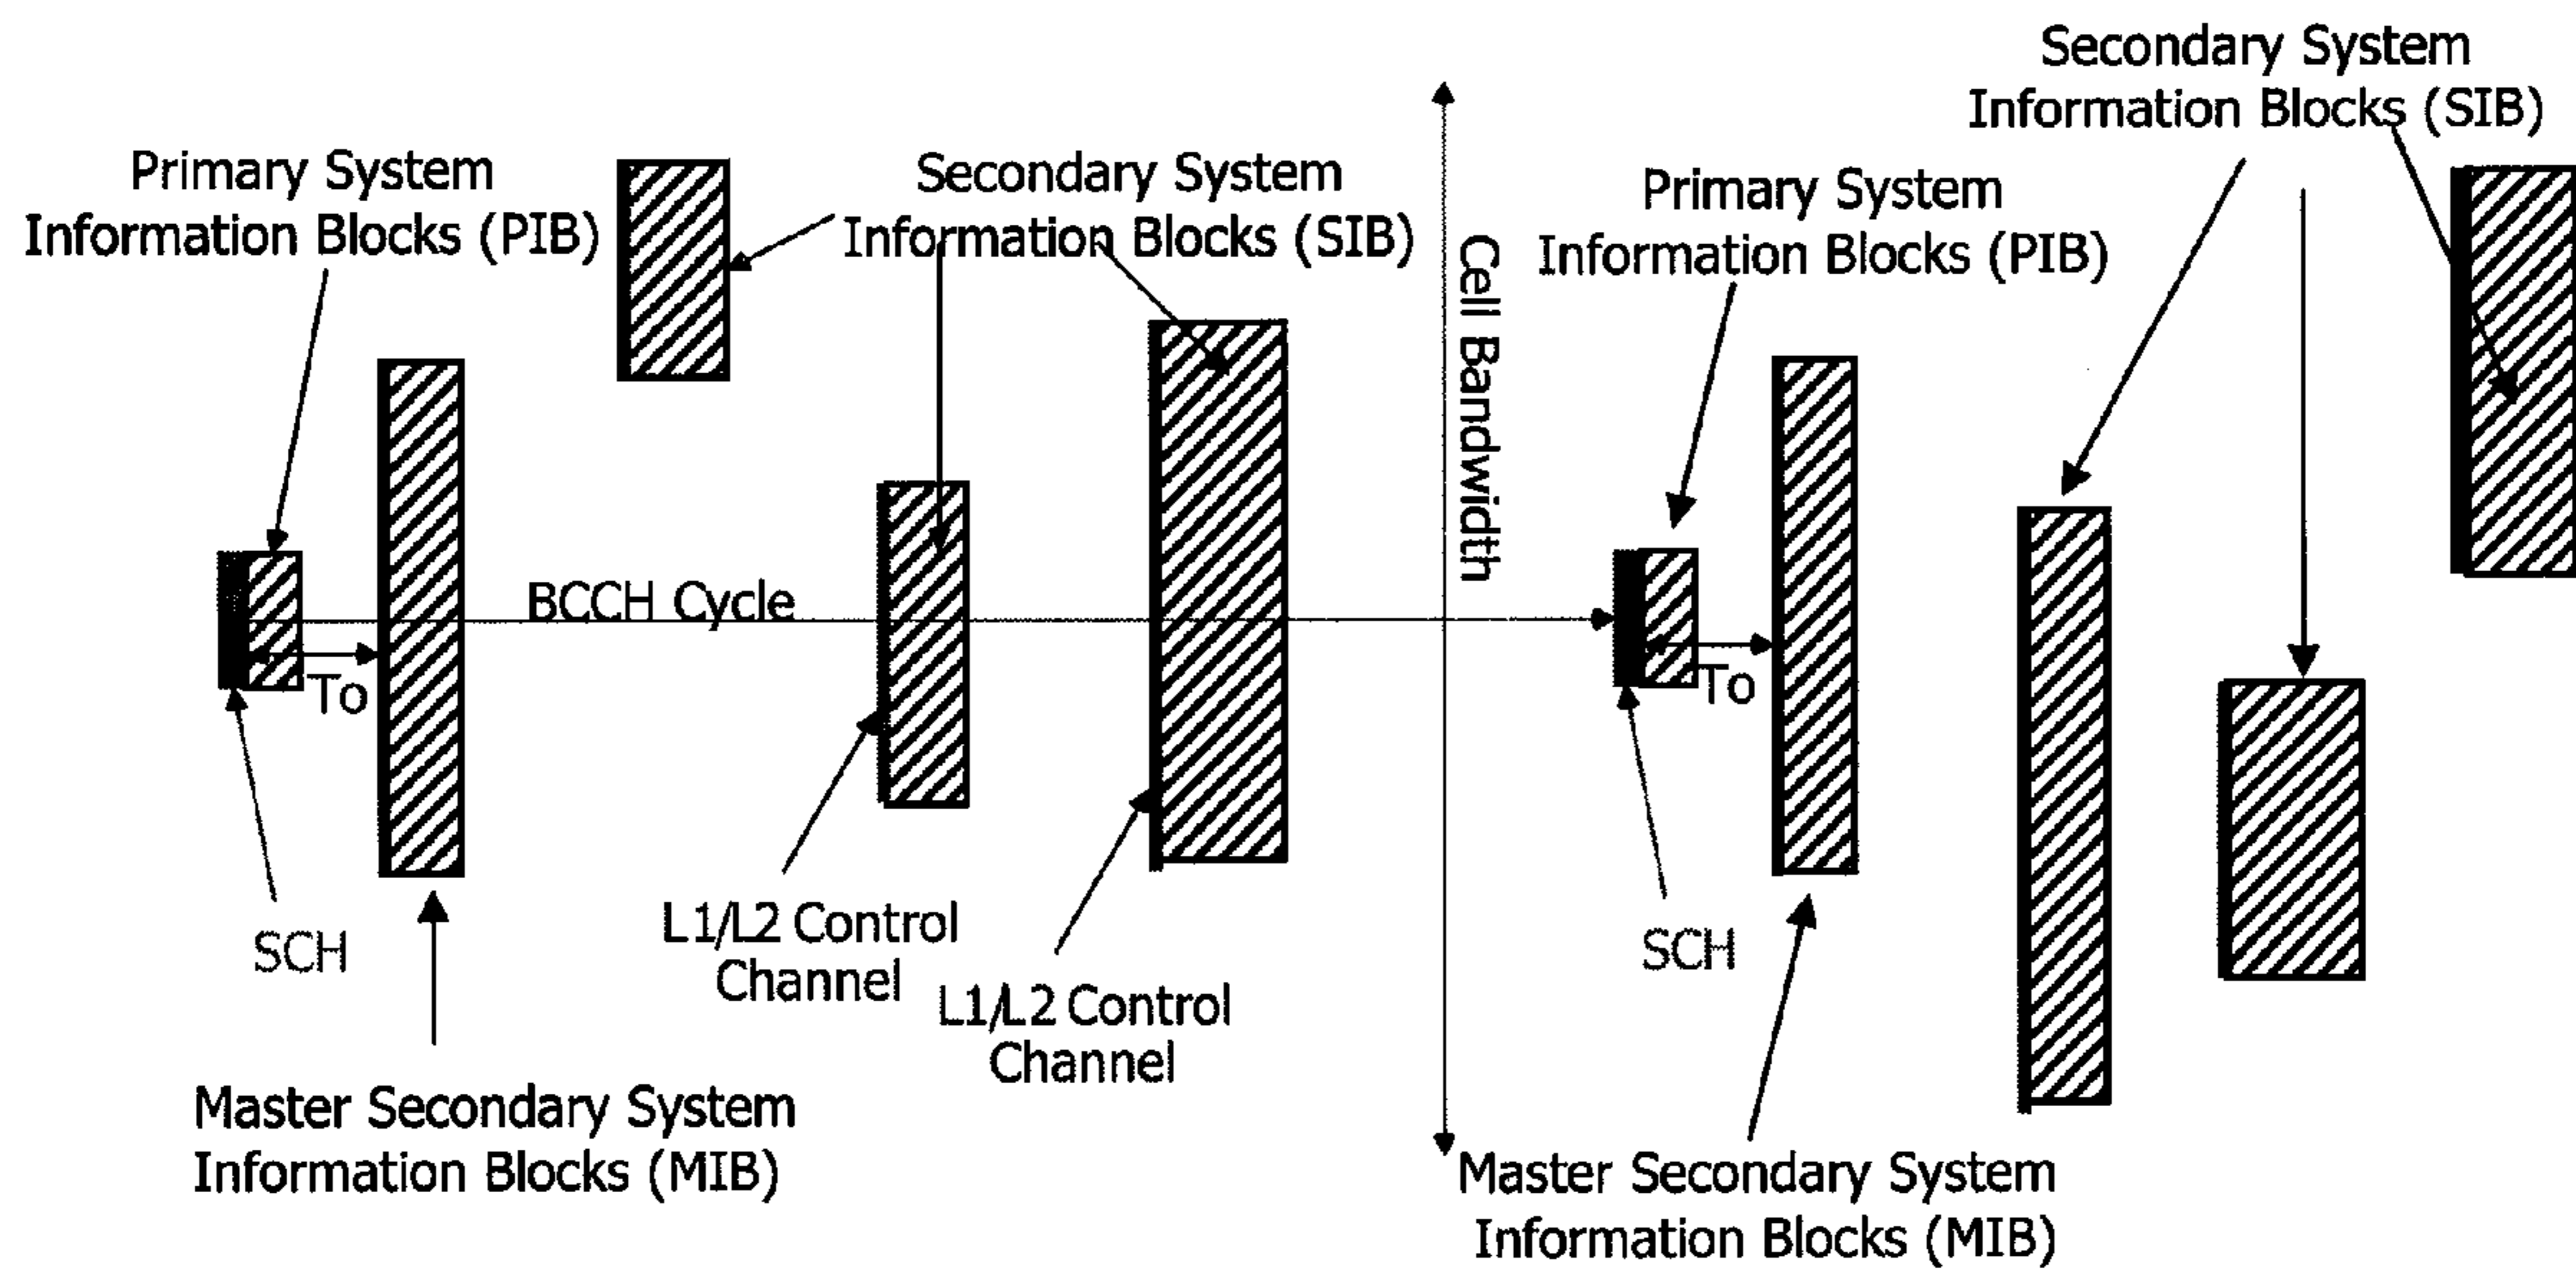 Secondary System
Information Blocks (SIB)
Primary System
Information Blocks (PIB)
Secondary System
Information Blocks (SIB)
Primary System
Information Blocks (PIB)
Cell Bandwidth
BCCH Cycle
To
To
SCH
L1/L2 Control
Channel
L1/L2 Control
Channel
SCH
Master Secondary System
Information Blocks (MIB)
Master Secondary System
Information Blocks (MIB)